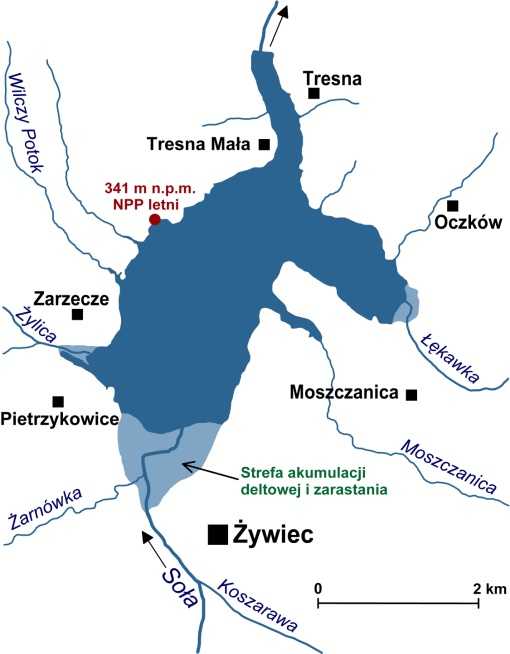 Tresna
Wilczy Potok
Tresna Mała
341 m n.p.m.
NPP letni
Oczków
Zarzecze
Żylica
Łękawka
Moszczanica
Pietrzykowice
Moszczanica
Strefa akumulacji
deltowej i zarastania
Żarnówka
Żywiec
Soła
Koszarawa
0 2 km